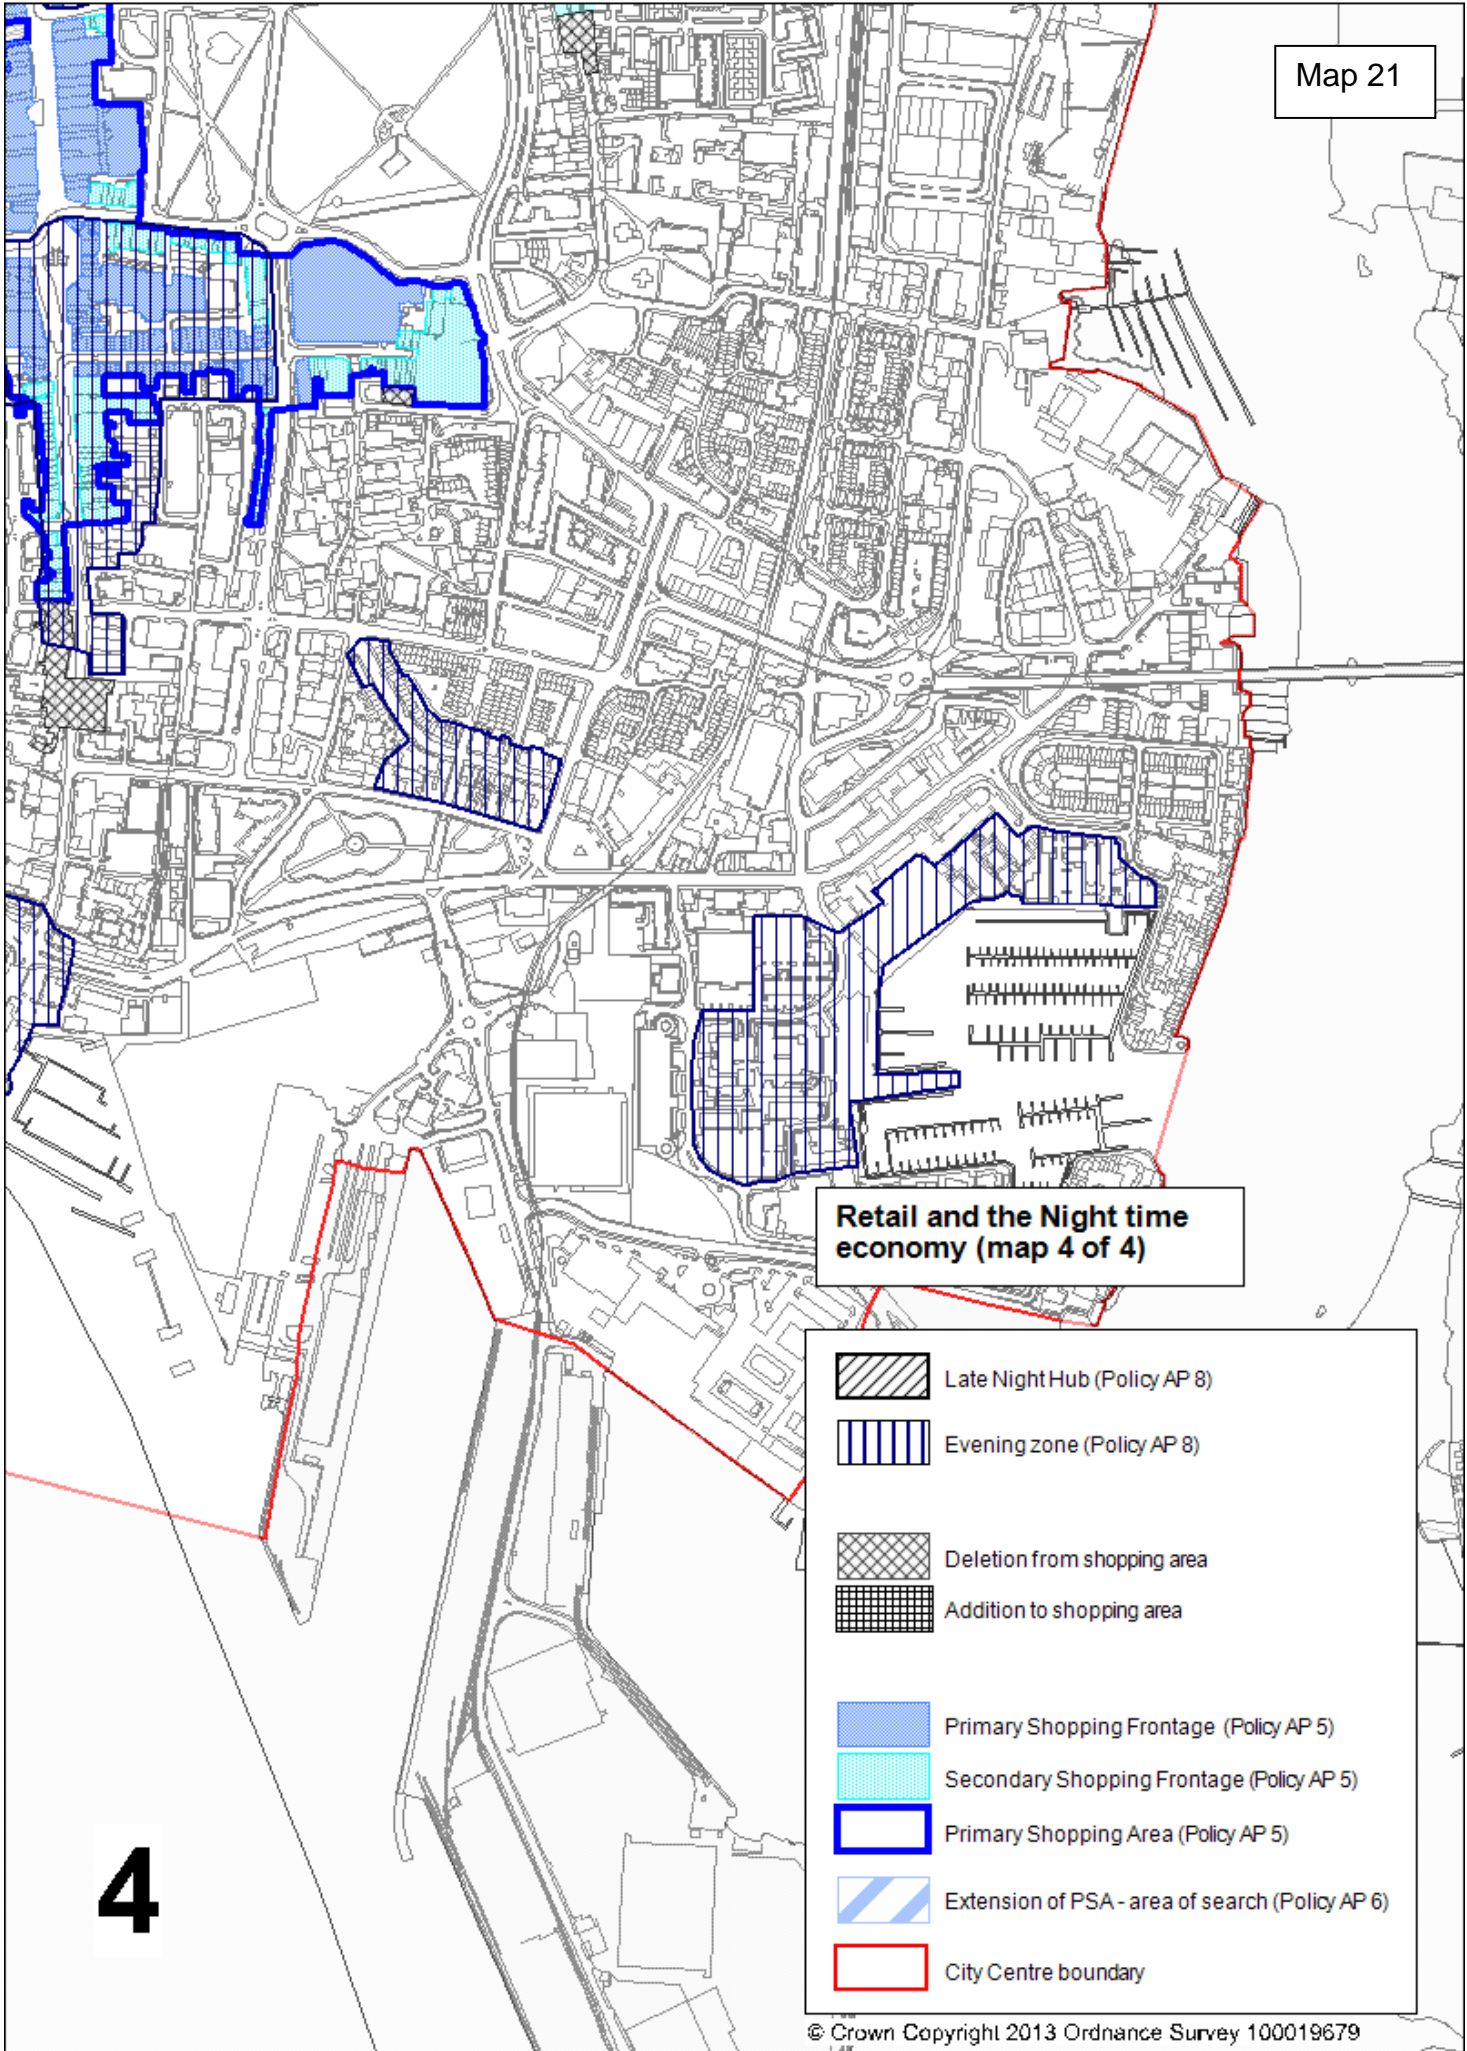 Map 21
Retail and the Night time
economy (map 4 of 4)
Late Night Hub (Policy AP 8)
Evening zone (Policy AP 8)
Deletion from shopping area
Addition to shopping area
Primary Shopping Frontage (Policy AP 5)
Secondary Shopping Frontage (Policy AP 5)
Primary Shopping Area (Policy AP 5)
Extension of PSA - area of search (Policy AP 6)
City Centre boundary
4
© Crown Copyright 2013 Ordnance Survey 100019679